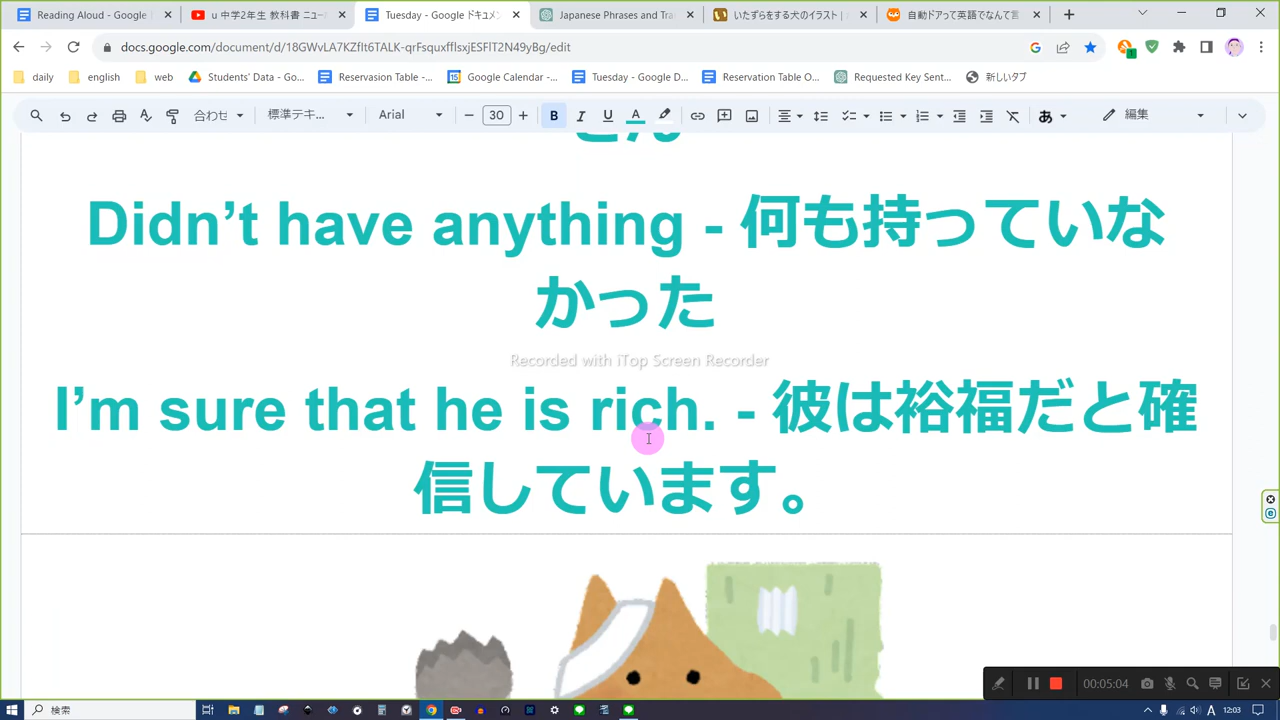 Reading Aloud - Google
u 中学2年生 教科書 ニュー
Tuesday - Google ドキュメン
Japanese Phrases and Tra
いたずらをする犬のイラスト |
自動ドアって英語でなんて言
docs.google.com/document/d/18GWvLA7KZflt6TALK-qrFsquxfflsxjESFlT2N49yBg/edit
daily
english
web
Students' Data - Go...
Reservasion Table -...
Google Calendar -...
Tuesday - Google D...
Reservation Table O...
Requested Key Sent...
新しいタブ
合わせ
標準テキ...
Arial
30
B
I
U
A
あ
編集
Didn't have anything - 何も持っていな
かった
Recorded with iTop Screen Recorder
I'm sure that he is rich. - 彼は裕福だと確
信しています。
00:05:04
検索
A
12:03